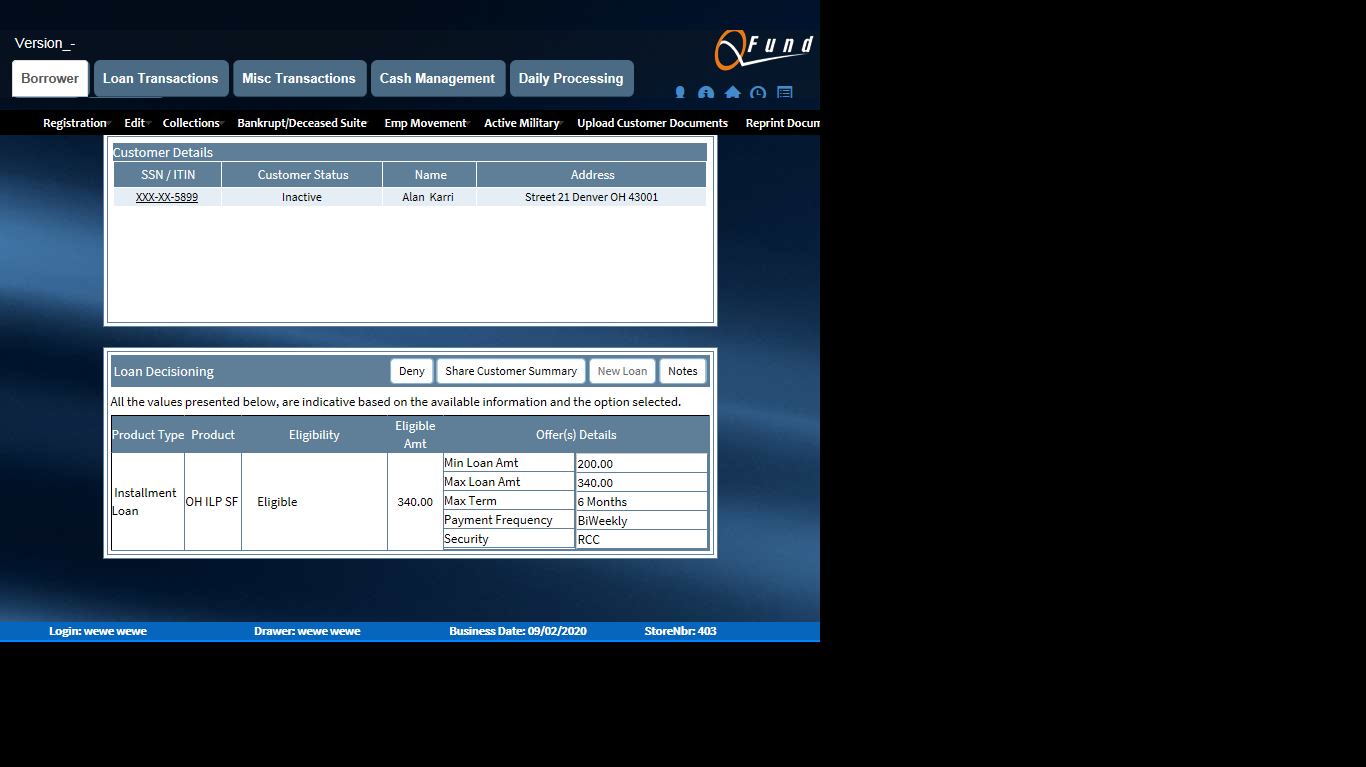 Version_-
Fund
Borrower Loan Transactions Misc Transactions Cash Management Daily Processing
Registration Edit Collections Bankrupt/Deceased Suite Emp Movement Active Military Upload Customer Documents Reprint Docum
Customer Details
SSN / ITIN Customer Status Name Address
XXX-XX-5899 Inactive Alan Karri Street 21 Denver OH 43001
Loan Decisioning Deny Share Customer Summary New Loan Notes
All the values presented below, are indicative based on the available information and the option selected.
Product Type Product Eligibility Eligible Amt Offer(s) Details
Installment Loan OH ILP SF Eligible 340.00
Min Loan Amt 200.00
Max Loan Amt 340.00
Max Term 6 Months
Payment Frequency BiWeekly
Security RCC
Login: wewe wewe Drawer: wewe wewe Business Date: 09/02/2020 StoreNbr: 403